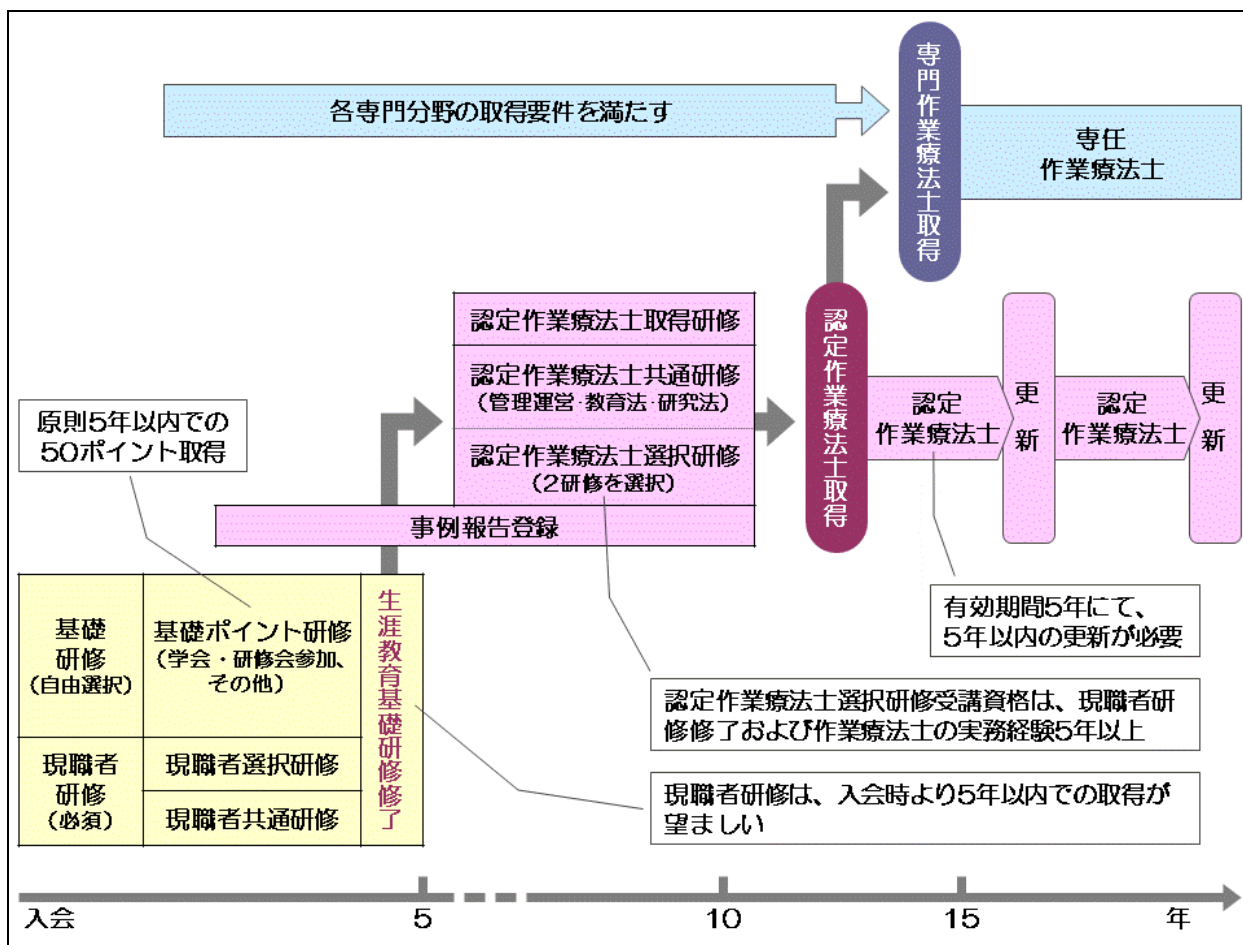 各専門分野の取得要件を満たす
専門作業療法士取得
専任
作業療法士
認定作業療法士取得研修
認定作業療法士共通研修
(管理運営・教育法・研究法)
認定作業療法士選択研修
(2研修を選択)
事例報告登録
認定作業療法士取得
認定
作業療法士
更新
認定
作業療法士
更新
原則5年以内での
50ポイント取得
基礎
研修
(自由選択)
基礎ポイント研修
(学会・研修会参加、
その他)
現職者
研修
(必須)
現職者選択研修
現職者共通研修
生涯教育基礎研修修了
有効期間5年にて、
5年以内の更新が必要
認定作業療法士選択研修受講資格は、現職者研
修修了および作業療法士の実務経験5年以上
現職者研修は、入会時より5年以内での取得が
望ましい
入会 5 10 15 年